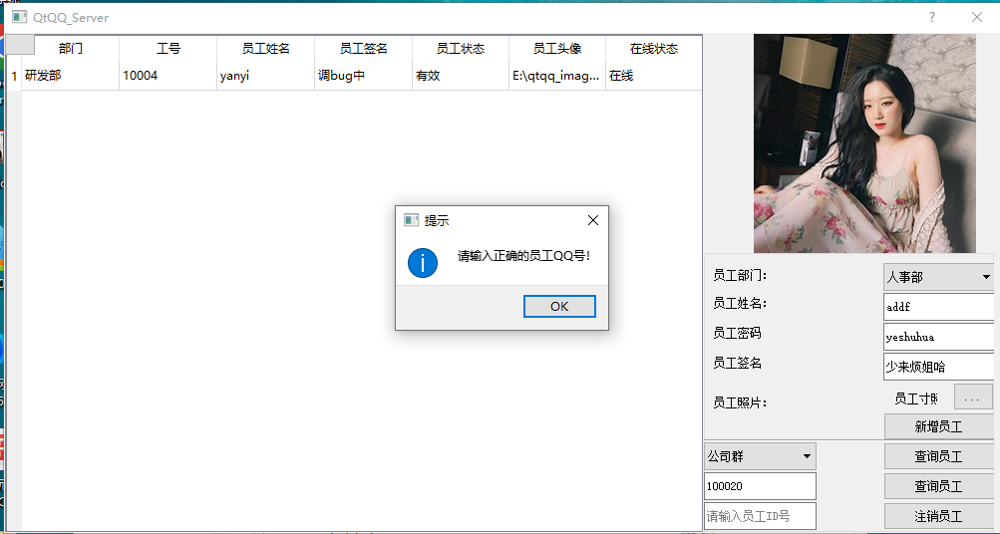 QtQQ_Server
部门 工号 员工姓名 员工签名 员工状态 员工头像 在线状态
1 研发部 10004 yanyi 调bug中 有效 E:\qtqq_imag... 在线
提示
请输入正确的员工QQ号!
OK
员工部门: 人事部
员工姓名: addf
员工密码 yeshuhua
员工签名 少来烦姐哈
员工照片: 员工寸 ...
新增员工
公司群 查询员工
100020 查询员工
请输入员工ID号 注销员工